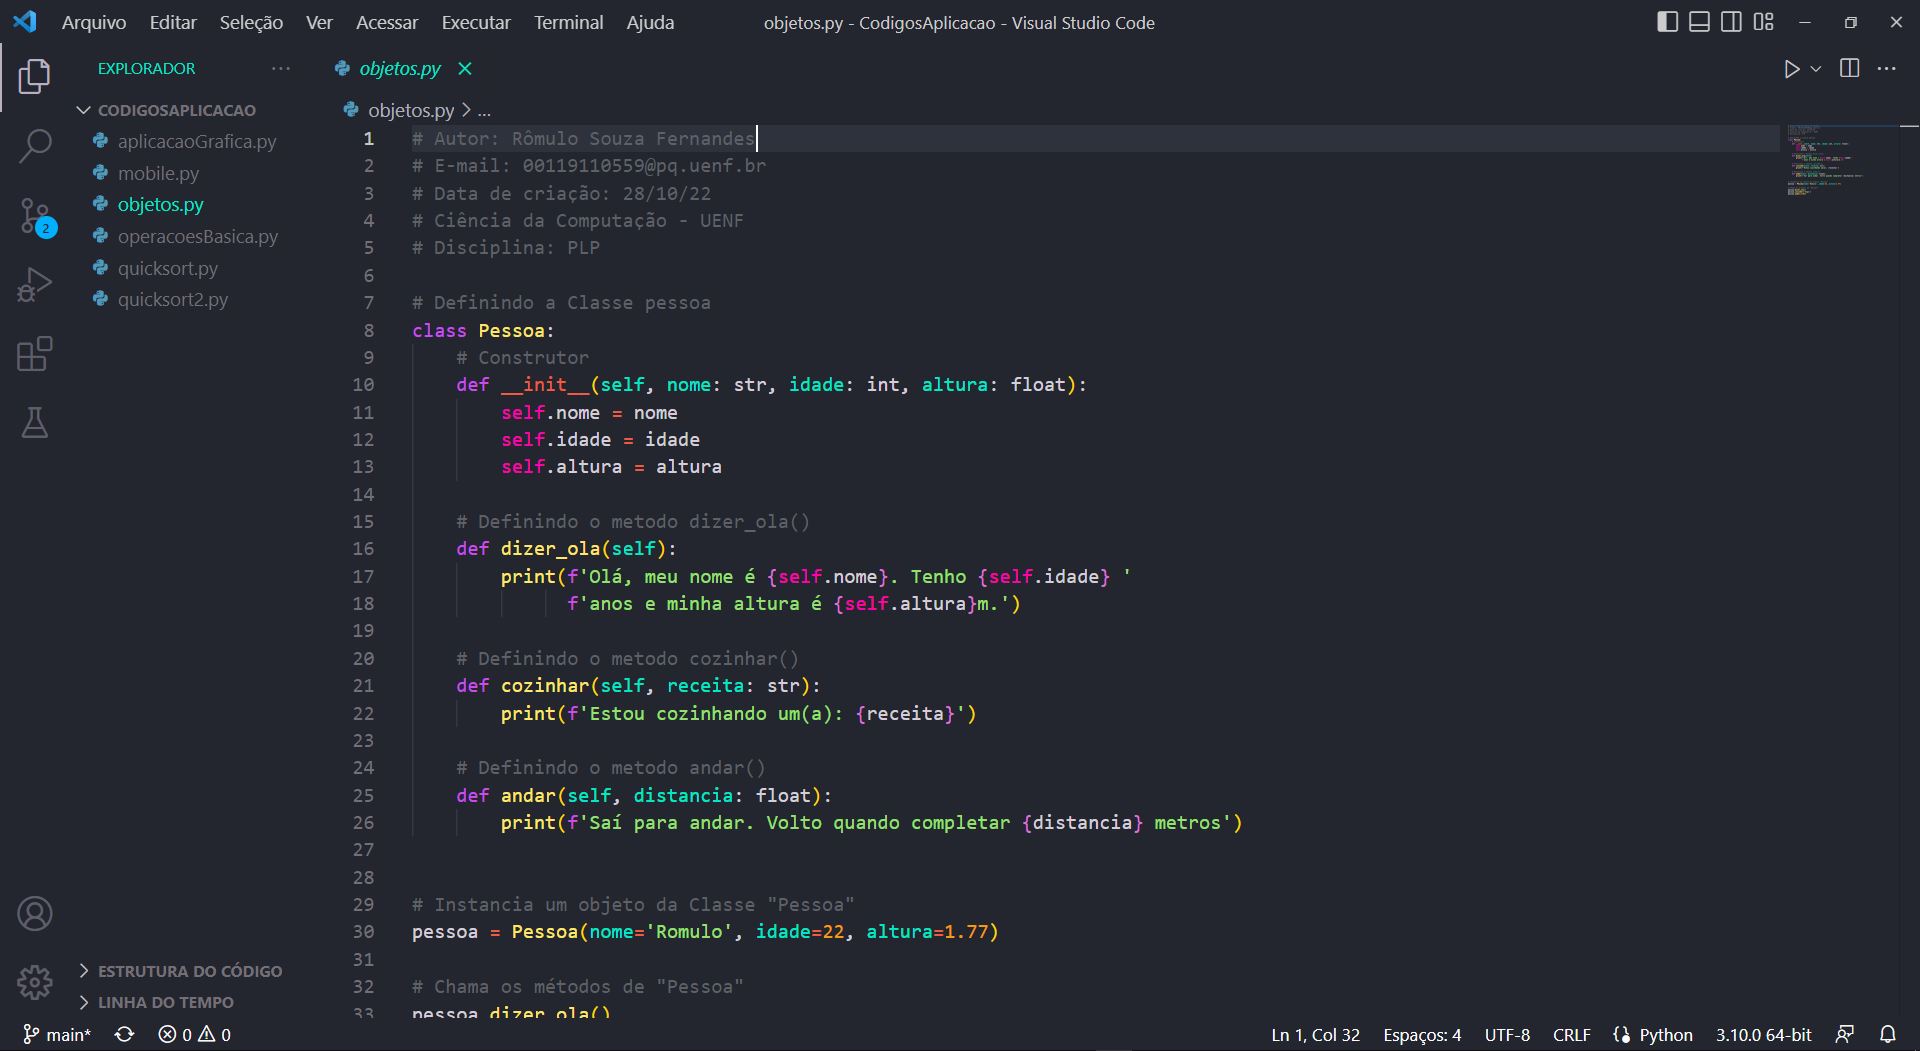 Arquivo Editar Seleção Ver Acessar Executar Terminal Ajuda objetos.py - CodigosAplicacao - Visual Studio Code
EXPLORADOR ··· objetos.py
CODIGOSAPLICACAO
aplicacaoGrafica.py
mobile.py
objetos.py
operacoesBasica.py
quicksort.py
quicksort2.py
2
ESTRUTURA DO CÓDIGO
LINHA DO TEMPO
objetos.py > ...
1 # Autor: Rômulo Souza Fernandes
2 # E-mail: 00119110559@pq.uenf.br
3 # Data de criação: 28/10/22
4 # Ciência da Computação - UENF
5 # Disciplina: PLP
6
7 # Definindo a Classe pessoa
8 class Pessoa:
9     # Construtor
10     def __init__(self, nome: str, idade: int, altura: float):
11         self.nome = nome
12         self.idade = idade
13         self.altura = altura
14
15     # Definindo o metodo dizer_ola()
16     def dizer_ola(self):
17         print(f'Olá, meu nome é {self.nome}. Tenho {self.idade} '
18               f'anos e minha altura é {self.altura}m.')
19
20     # Definindo o metodo cozinhar()
21     def cozinhar(self, receita: str):
22         print(f'Estou cozinhando um(a): {receita}')
23
24     # Definindo o metodo andar()
25     def andar(self, distancia: float):
26         print(f'Saí para andar. Volto quando completar {distancia} metros')
27
28
29 # Instancia um objeto da Classe "Pessoa"
30 pessoa = Pessoa(nome='Romulo', idade=22, altura=1.77)
31
32 # Chama os métodos de "Pessoa"
33 pessoa.dizer_ola()
main* 0 0 Ln 1, Col 32 Espaços: 4 UTF-8 CRLF Python 3.10.0 64-bit